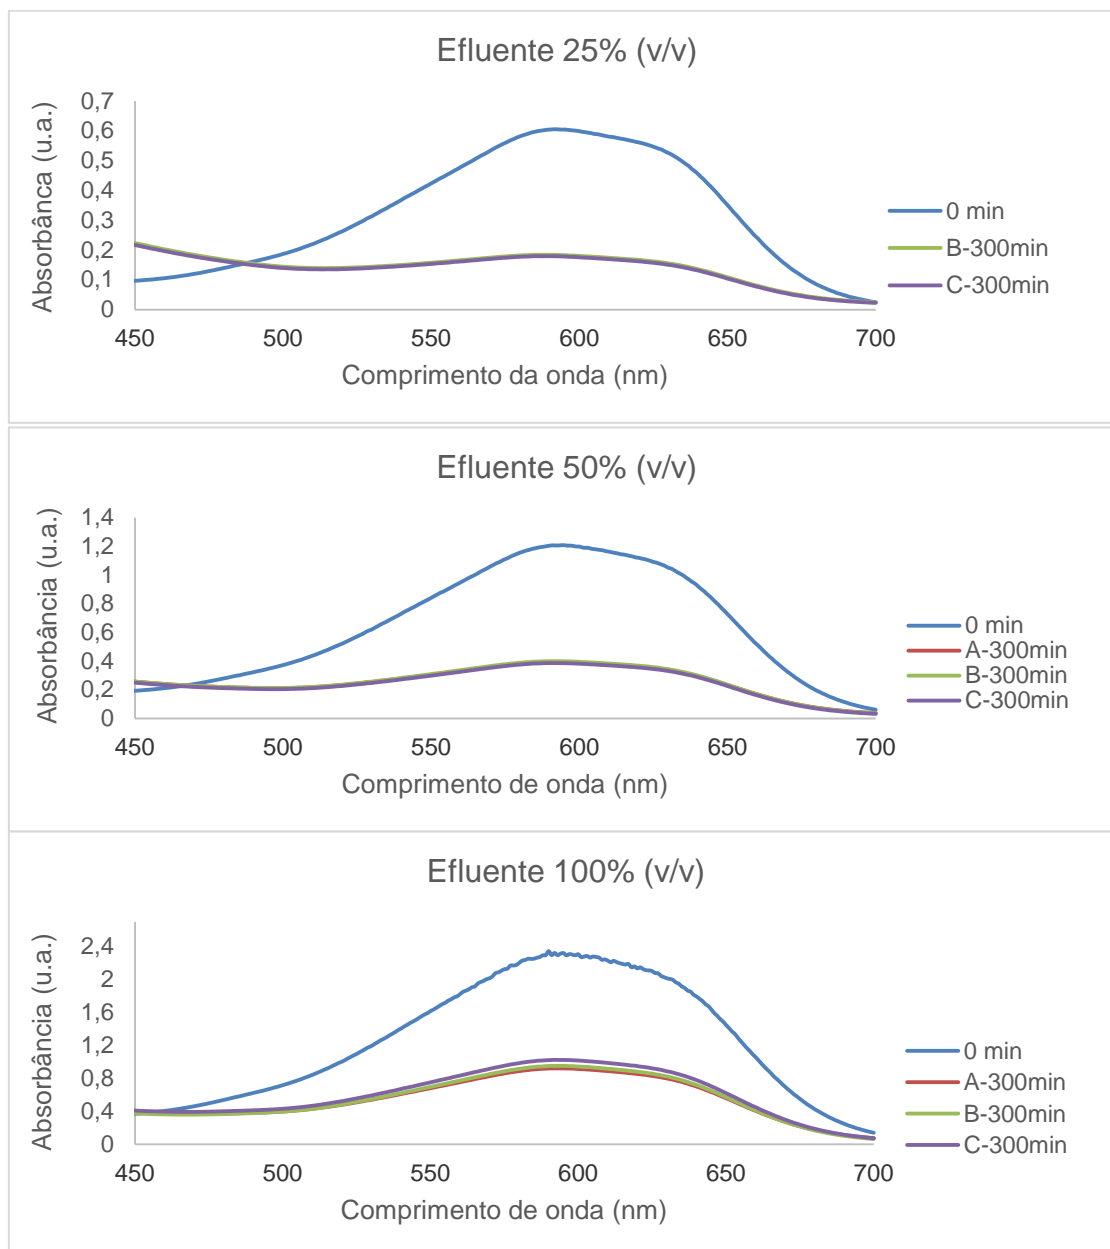 Efluente 25% (v/v)
Absorbânca (u.a.)
0,7
0,6
0,5
0,4
0,3
0,2
0,1
0
450 500 550 600 650 700
Comprimento da onda (nm)
0 min
B-300min
C-300min
Efluente 50% (v/v)
Absorbância (u.a.)
1,4
1,2
1
0,8
0,6
0,4
0,2
0
450 500 550 600 650 700
Comprimento de onda (nm)
0 min
A-300min
B-300min
C-300min
Efluente 100% (v/v)
Absorbância (u.a.)
2,4
2
1,6
1,2
0,8
0,4
0
450 500 550 600 650 700
Comprimento de onda (nm)
0 min
A-300min
B-300min
C-300min